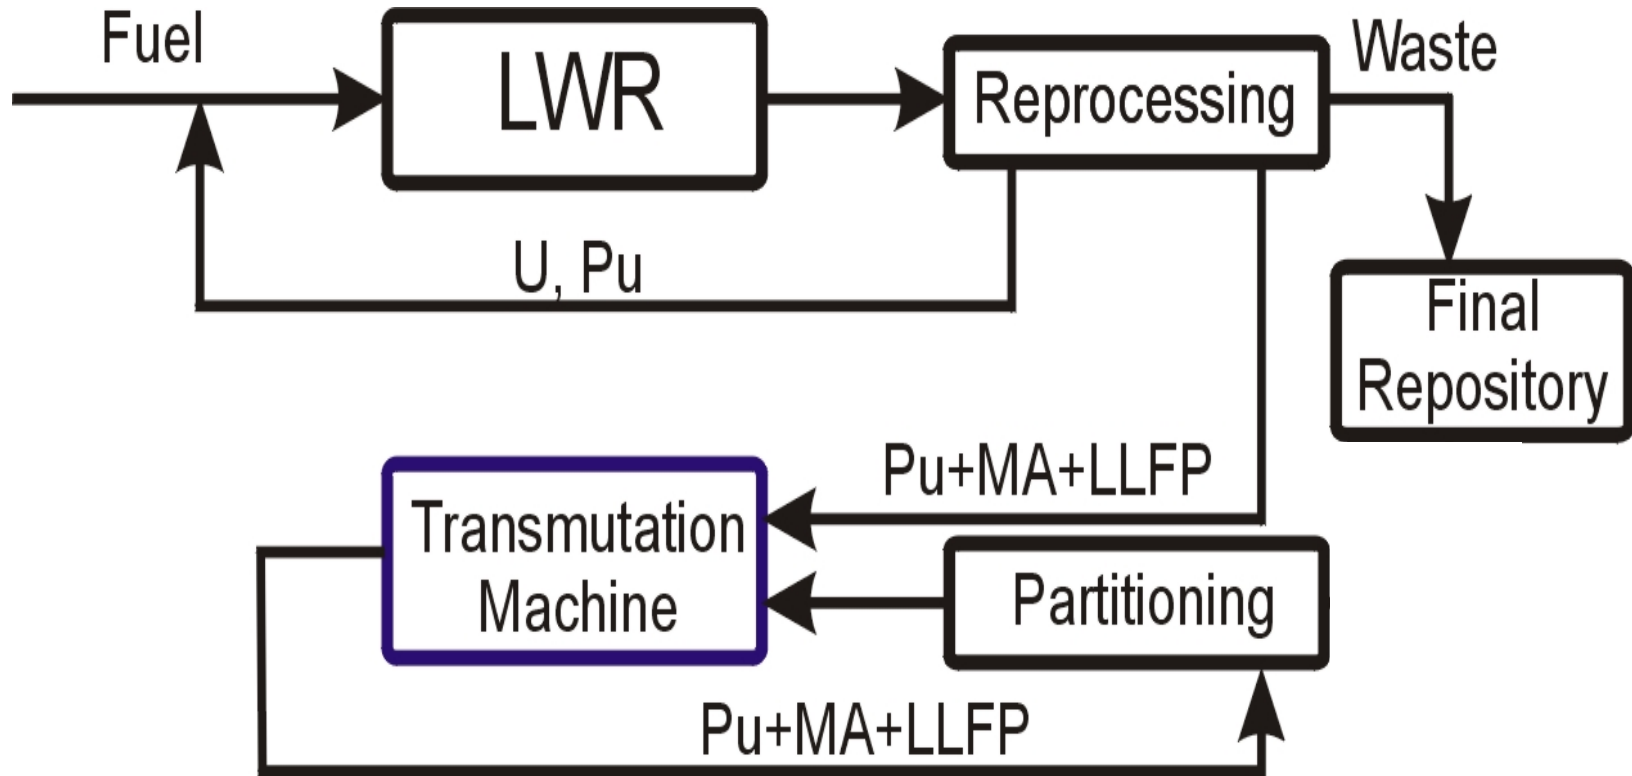 Fuel
LWR
Reprocessing
Waste
U, Pu
Final
Repository
Pu+MA+LLFP
Transmutation
Machine
Partitioning
Pu+MA+LLFP